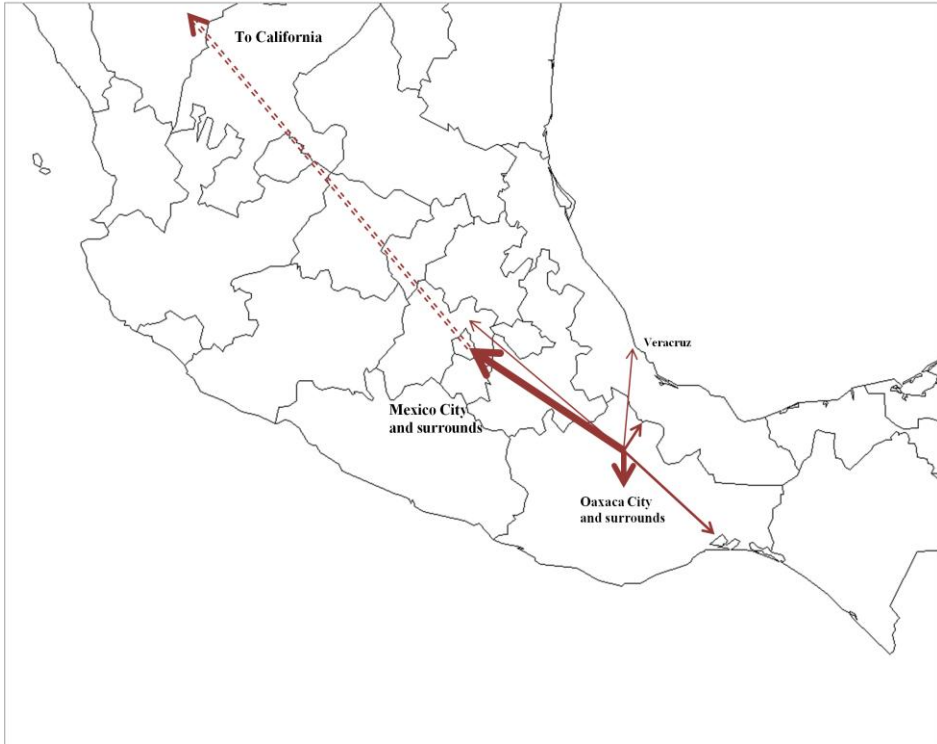 To California
Veracruz
Mexico City
and surrounds
Oaxaca City
and surrounds